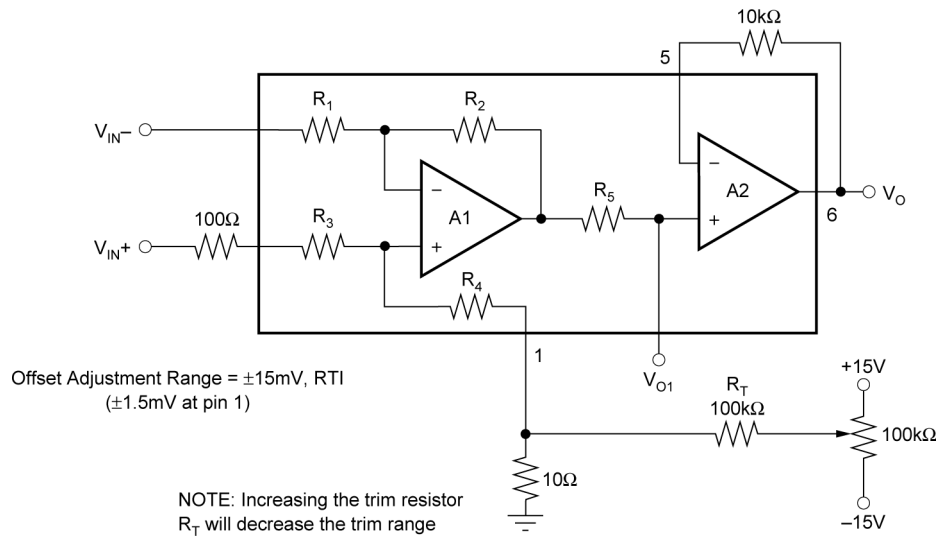 10kΩ
5
R1
R2
VIN–
A1
A2
R5
VO
6
100Ω
R3
VIN+
R4
1
VO1
Offset Adjustment Range = ±15mV, RTI
(±1.5mV at pin 1)
+15V
RT
100kΩ
100kΩ
10Ω
–15V
NOTE: Increasing the trim resistor
RT will decrease the trim range